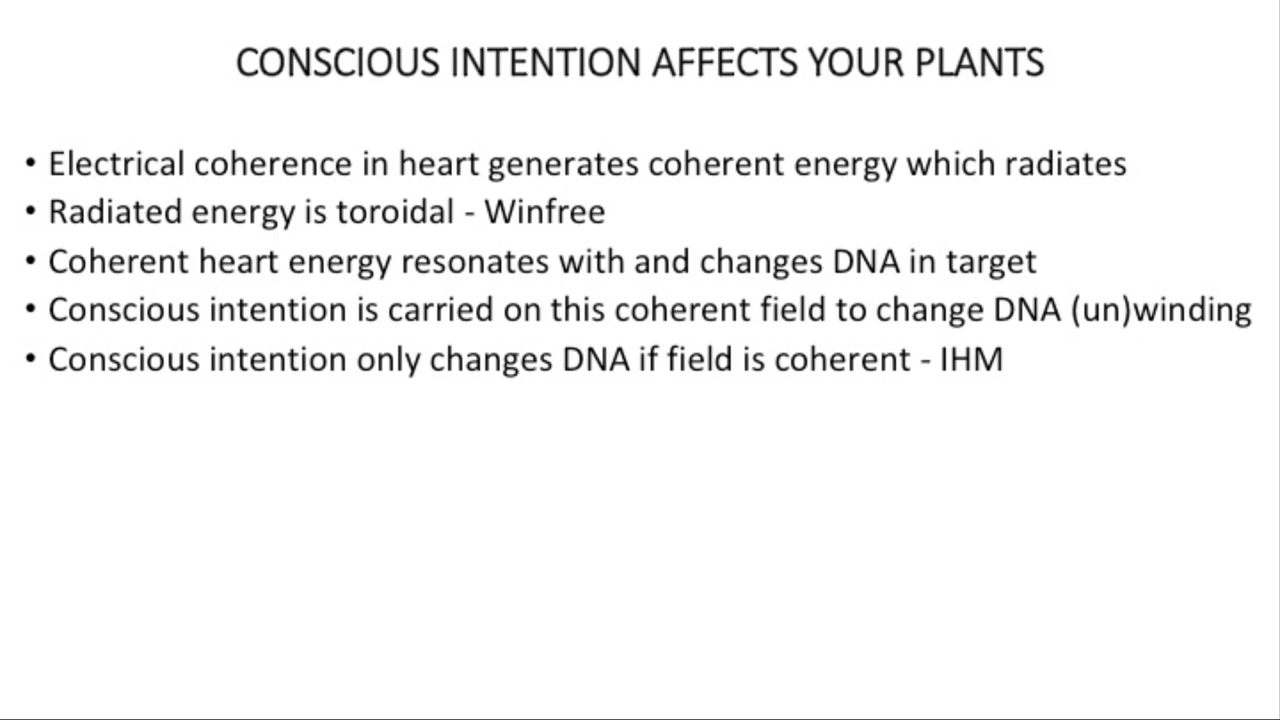 CONSCIOUS INTENTION AFFECTS YOUR PLANTS
• Electrical coherence in heart generates coherent energy which radiates
• Radiated energy is toroidal - Winfree
• Coherent heart energy resonates with and changes DNA in target
• Conscious intention is carried on this coherent field to change DNA (un)winding
• Conscious intention only changes DNA if field is coherent - IHM